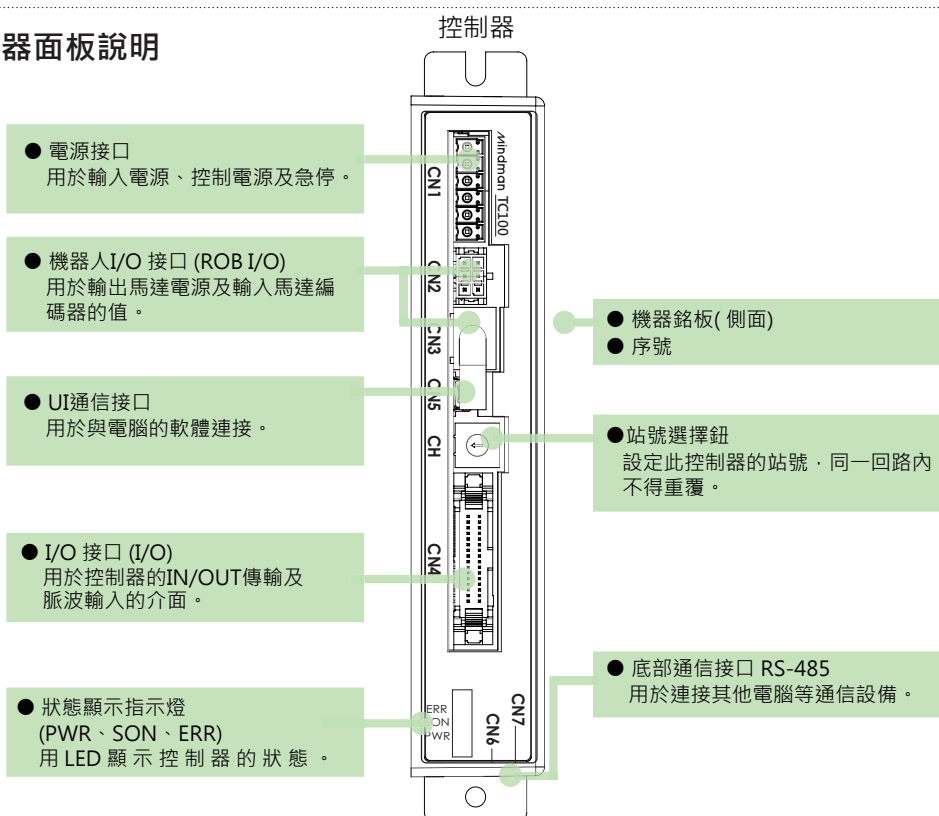 控制器
器面板說明
● 電源接口
用於輸入電源、控制電源及急停。
● 機器人I/O 接口 (ROB I/O)
用於輸出馬達電源及輸入馬達編
碼器的值。
● UI通信接口
用於與電腦的軟體連接。
● I/O 接口 (I/O)
用於控制器的IN/OUT傳輸及
脈波輸入的介面。
● 狀態顯示指示燈
(PWR、SON、ERR)
用 LED 顯 示 控 制 器 的 狀 態 。
Mindman TC100
CN1
CN2
CN3
CN5
CH
CN4
ERR
SON
PWR
CN6
CN7
● 機器銘板( 側面)
● 序號
●站號選擇鈕
設定此控制器的站號，同一回路內
不得重覆。
● 底部通信接口 RS-485
用於連接其他電腦等通信設備。